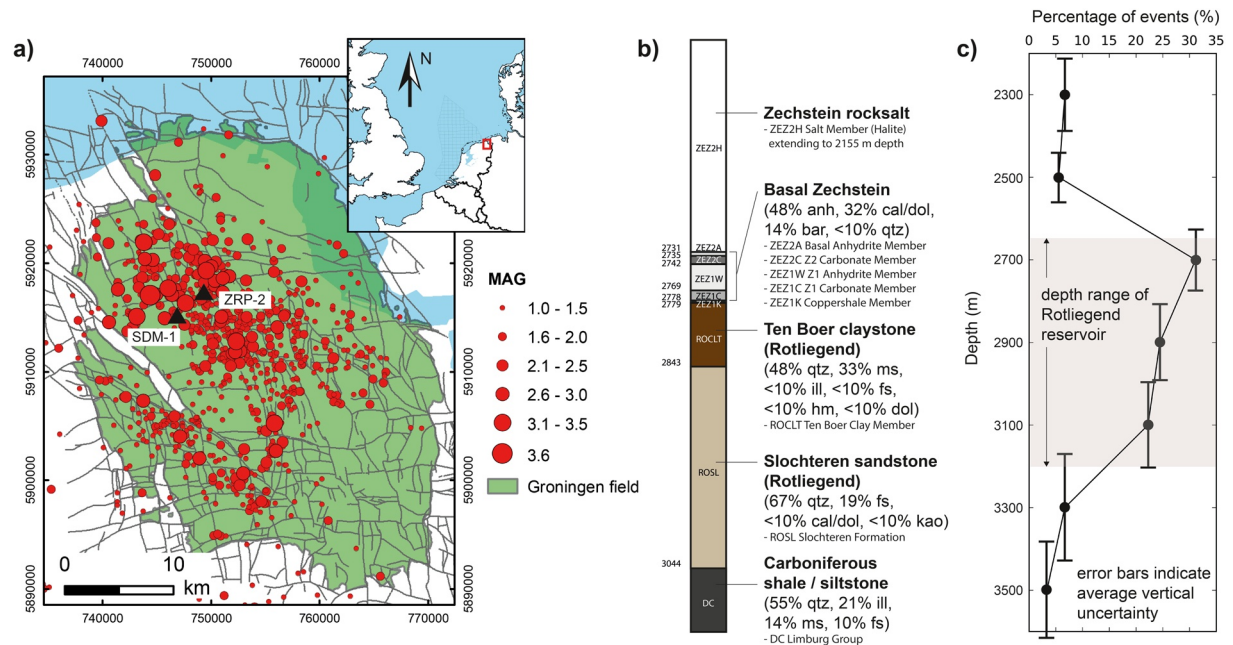 a)
740000
750000
760000
N
5930000
5920000
5910000
5900000
5890000
5920000
5910000
5900000
5890000
ZRP-2
SDM-1
0
10
km
740000
750000
760000
770000
MAG
1.0 - 1.5
1.6 - 2.0
2.1 - 2.5
2.6 - 3.0
3.1 - 3.5
3.6
Groningen field
b)
ZEZ2H
2731
ZEZ2A
2735
ZEZ2C
2742
ZEZ1W
2769
2778
ZEZ1C
2779
ZEZ1K
ROCLT
2843
ROSL
3044
DC
Zechstein rocksalt
- ZEZ2H Salt Member (Halite)
extending to 2155 m depth
Basal Zechstein
(48% anh, 32% cal/dol,
14% bar, <10% qtz)
- ZEZ2A Basal Anhydrite Member
- ZEZ2C Z2 Carbonate Member
- ZEZ1W Z1 Anhydrite Member
- ZEZ1C Z1 Carbonate Member
- ZEZ1K Coppershale Member
Ten Boer claystone
(Rotliegend)
(48% qtz, 33% ms,
<10% ill, <10% fs,
<10% hm, <10% dol)
- ROCLT Ten Boer Clay Member
Slochteren sandstone
(Rotliegend)
(67% qtz, 19% fs,
<10% cal/dol, <10% kao)
- ROSL Slochteren Formation
Carboniferous
shale / siltstone
(55% qtz, 21% ill,
14% ms, 10% fs)
- DC Limburg Group
c)
Percentage of events (%)
0 5 10 15 20 25 30 35
Depth (m)
2300
2500
2700
2900
3100
3300
3500
depth range of
Rotliegend
reservoir
error bars indicate
average vertical
uncertainty